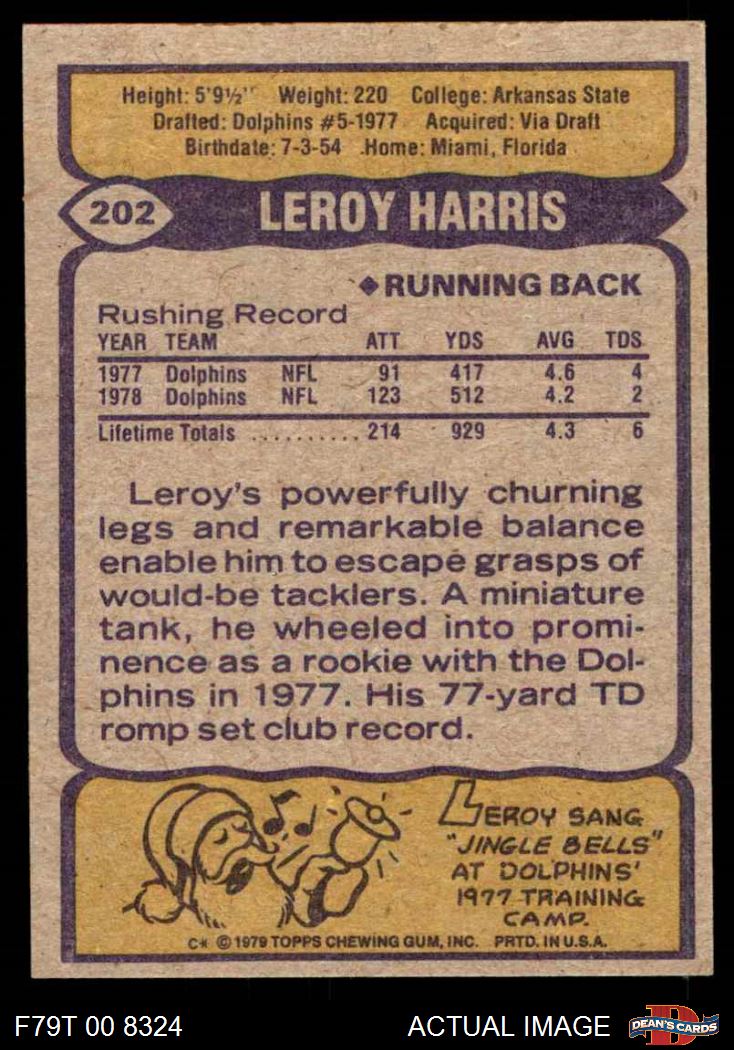 Height: 5'9½" Weight: 220 College: Arkansas State
Drafted: Dolphins #5-1977 Acquired: Via Draft
Birthdate: 7-3-54 Home: Miami, Florida
202 LEROY HARRIS
◆RUNNING BACK
Rushing Record
YEAR TEAM ATT YDS AVG TDS
1977 Dolphins NFL 91 417 4.6 4
1978 Dolphins NFL 123 512 4.2 2
Lifetime Totals .......... 214 929 4.3 6
Leroy's powerfully churning
legs and remarkable balance
enable him to escape grasps of
would-be tacklers. A miniature
tank, he wheeled into promi-
nence as a rookie with the Dol-
phins in 1977. His 77-yard TD
romp set club record.
LEROY SANG
"JINGLE BELLS"
AT DOLPHINS'
1977 TRAINING
CAMP.
C* © 1979 TOPPS CHEWING GUM, INC. PRTD. IN U.S.A.
F79T 00 8324 ACTUAL IMAGE DEAN'S CARDS